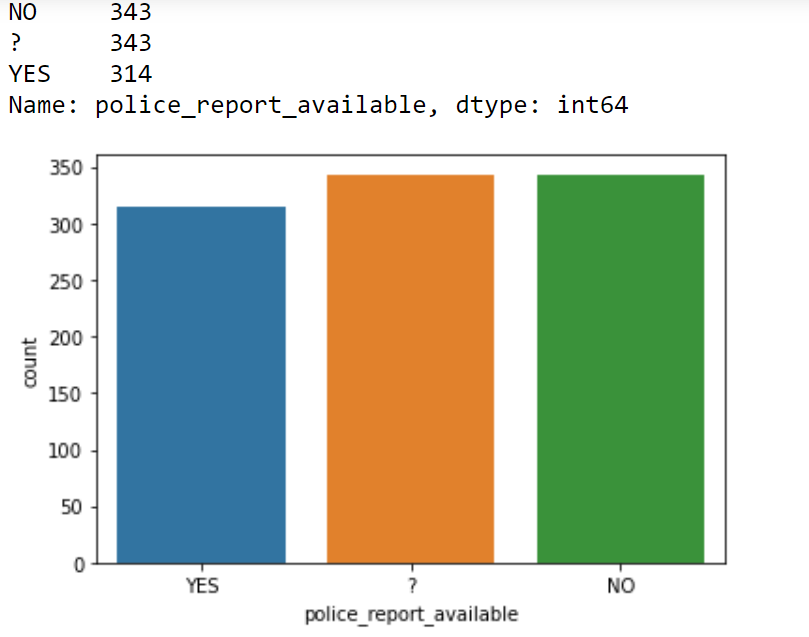 NO 343
? 343
YES 314
Name: police_report_available, dtype: int64
350
300
250
200
150
100
50
0
count
YES ? NO
police_report_available